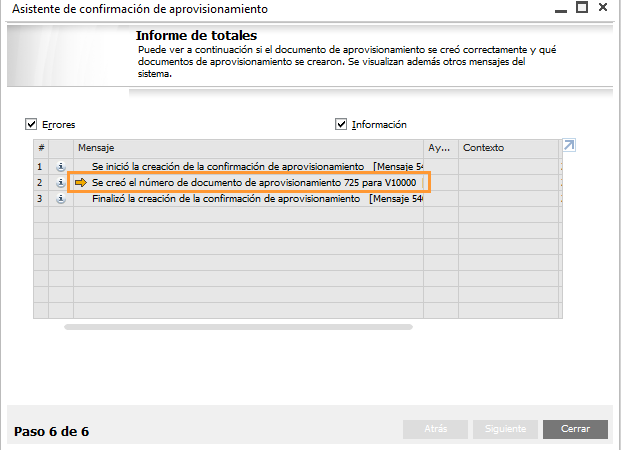 Asistente de confirmación de aprovisionamiento
Informe de totales
Puede ver a continuación si el documento de aprovisionamiento se creó correctamente y qué
documentos de aprovisionamiento se crearon. Se visualizan además otros mensajes del
sistema.
Errores
Información
# Mensaje Ay... Contexto
1 Se inició la creación de la confirmación de aprovisionamiento [Mensaje 54
2 Se creó el número de documento de aprovisionamiento 725 para V10000
3 Finalizó la creación de la confirmación de aprovisionamiento [Mensaje 540
Paso 6 de 6
Atrás
Siguiente
Cerrar